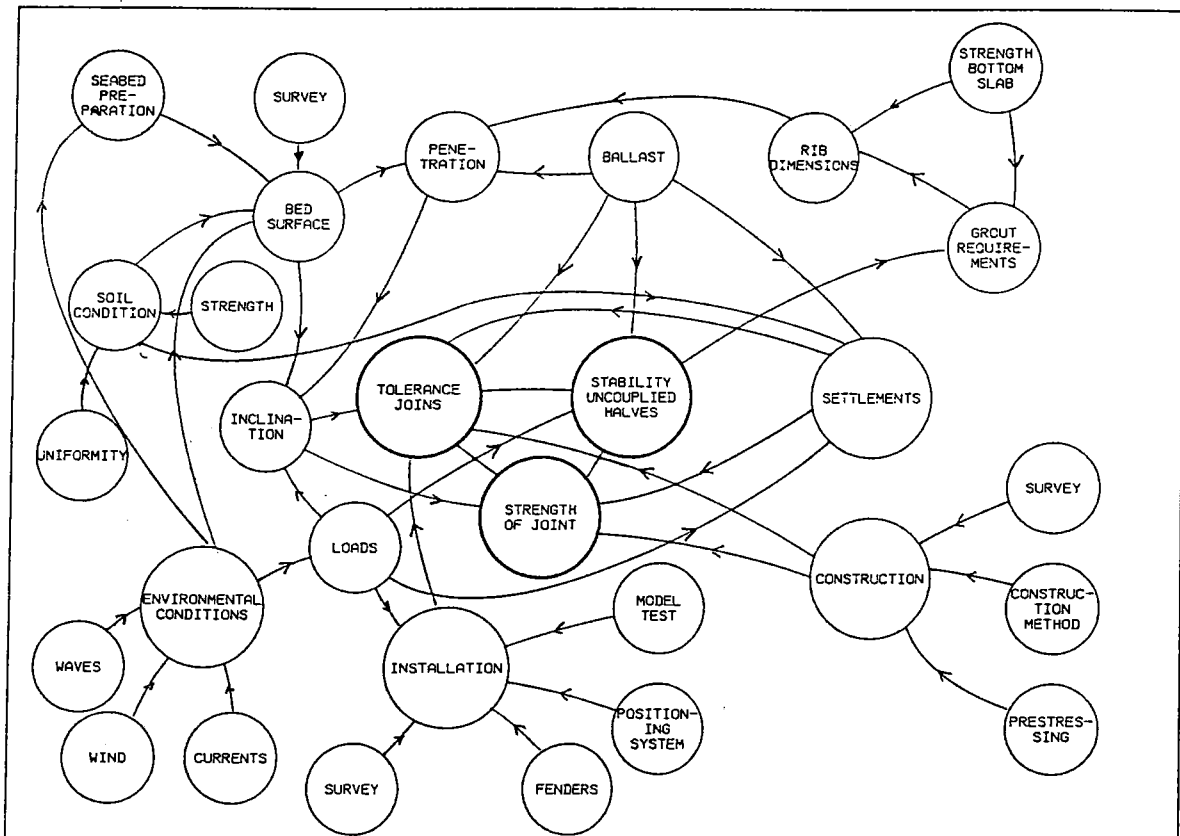 SEABED
PRE-
PARATION
SURVEY
STRENGTH
BOTTOM
SLAB
PENE-
TRATION
BALLAST
RIB
DIMENSIONS
BED
SURFACE
GROUT
REQUIRE-
MENTS
SOIL
CONDITION
STRENGTH
TOLERANCE
JOINS
STABILITY
UNCOUPLIED
HALVES
SETTLEMENTS
INCLINA-
TION
UNIFORMITY
STRENGTH
OF JOINT
SURVEY
LOADS
CONSTRUCTION
ENVIRONMENTAL
CONDITIONS
MODEL
TEST
CONSTRUC-
TION
METHOD
WAVES
INSTALLATION
POSITION-
ING
SYSTEM
PRESTRES-
SING
WIND
CURRENTS
SURVEY
FENDERS